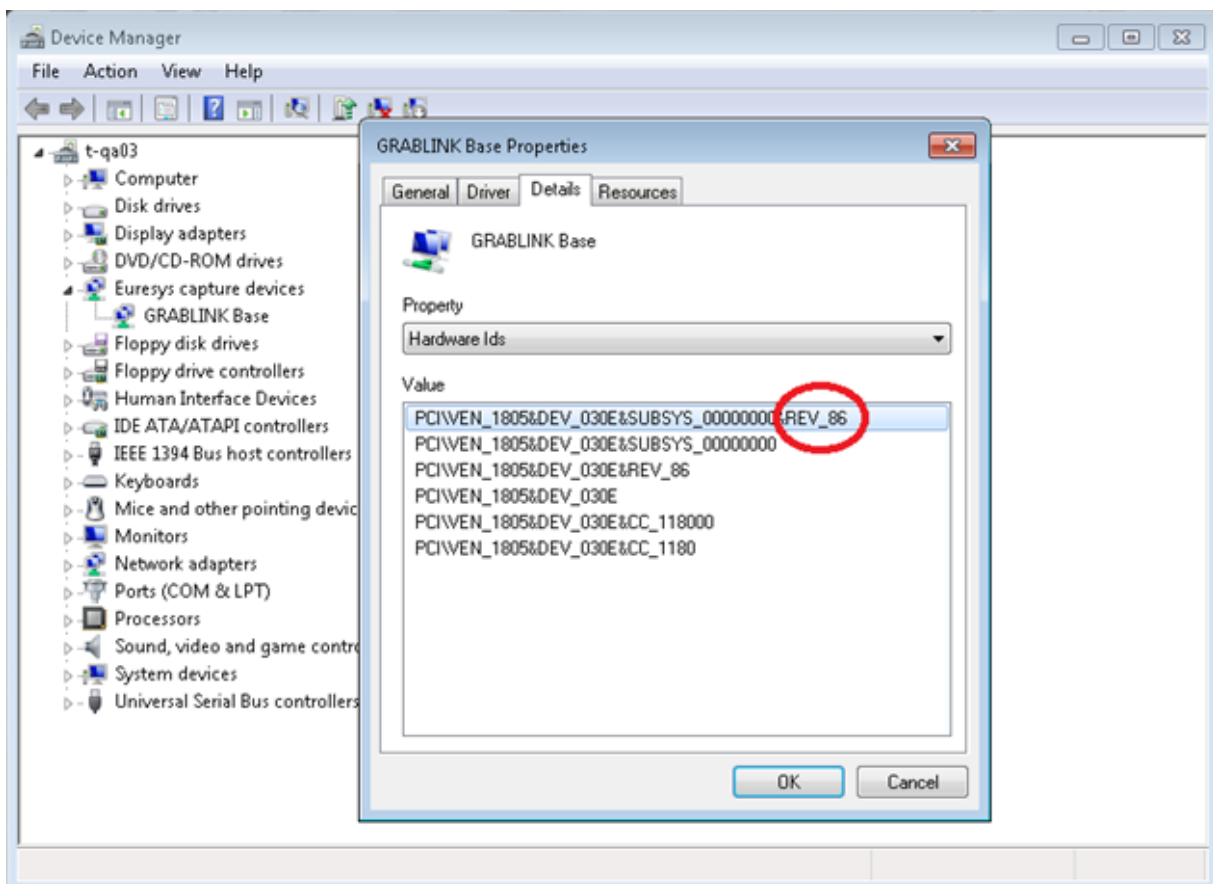 Device Manager
File Action View Help
t-qa03
Computer
Disk drives
Display adapters
DVD/CD-ROM drives
Euresys capture devices
GRABLINK Base
Floppy disk drives
Floppy drive controllers
Human Interface Devices
IDE ATA/ATAPI controllers
IEEE 1394 Bus host controllers
Keyboards
Mice and other pointing devic
Monitors
Network adapters
Ports (COM & LPT)
Processors
Sound, video and game contro
System devices
Universal Serial Bus controllers
GRABLINK Base Properties
General Driver Details Resources
GRABLINK Base
Property
Hardware Ids
Value
PCI\VEN_1805&DEV_030E&SUBSYS_00000000&REV_86
PCI\VEN_1805&DEV_030E&SUBSYS_00000000
PCI\VEN_1805&DEV_030E&REV_86
PCI\VEN_1805&DEV_030E
PCI\VEN_1805&DEV_030E&CC_118000
PCI\VEN_1805&DEV_030E&CC_1180
OK Cancel